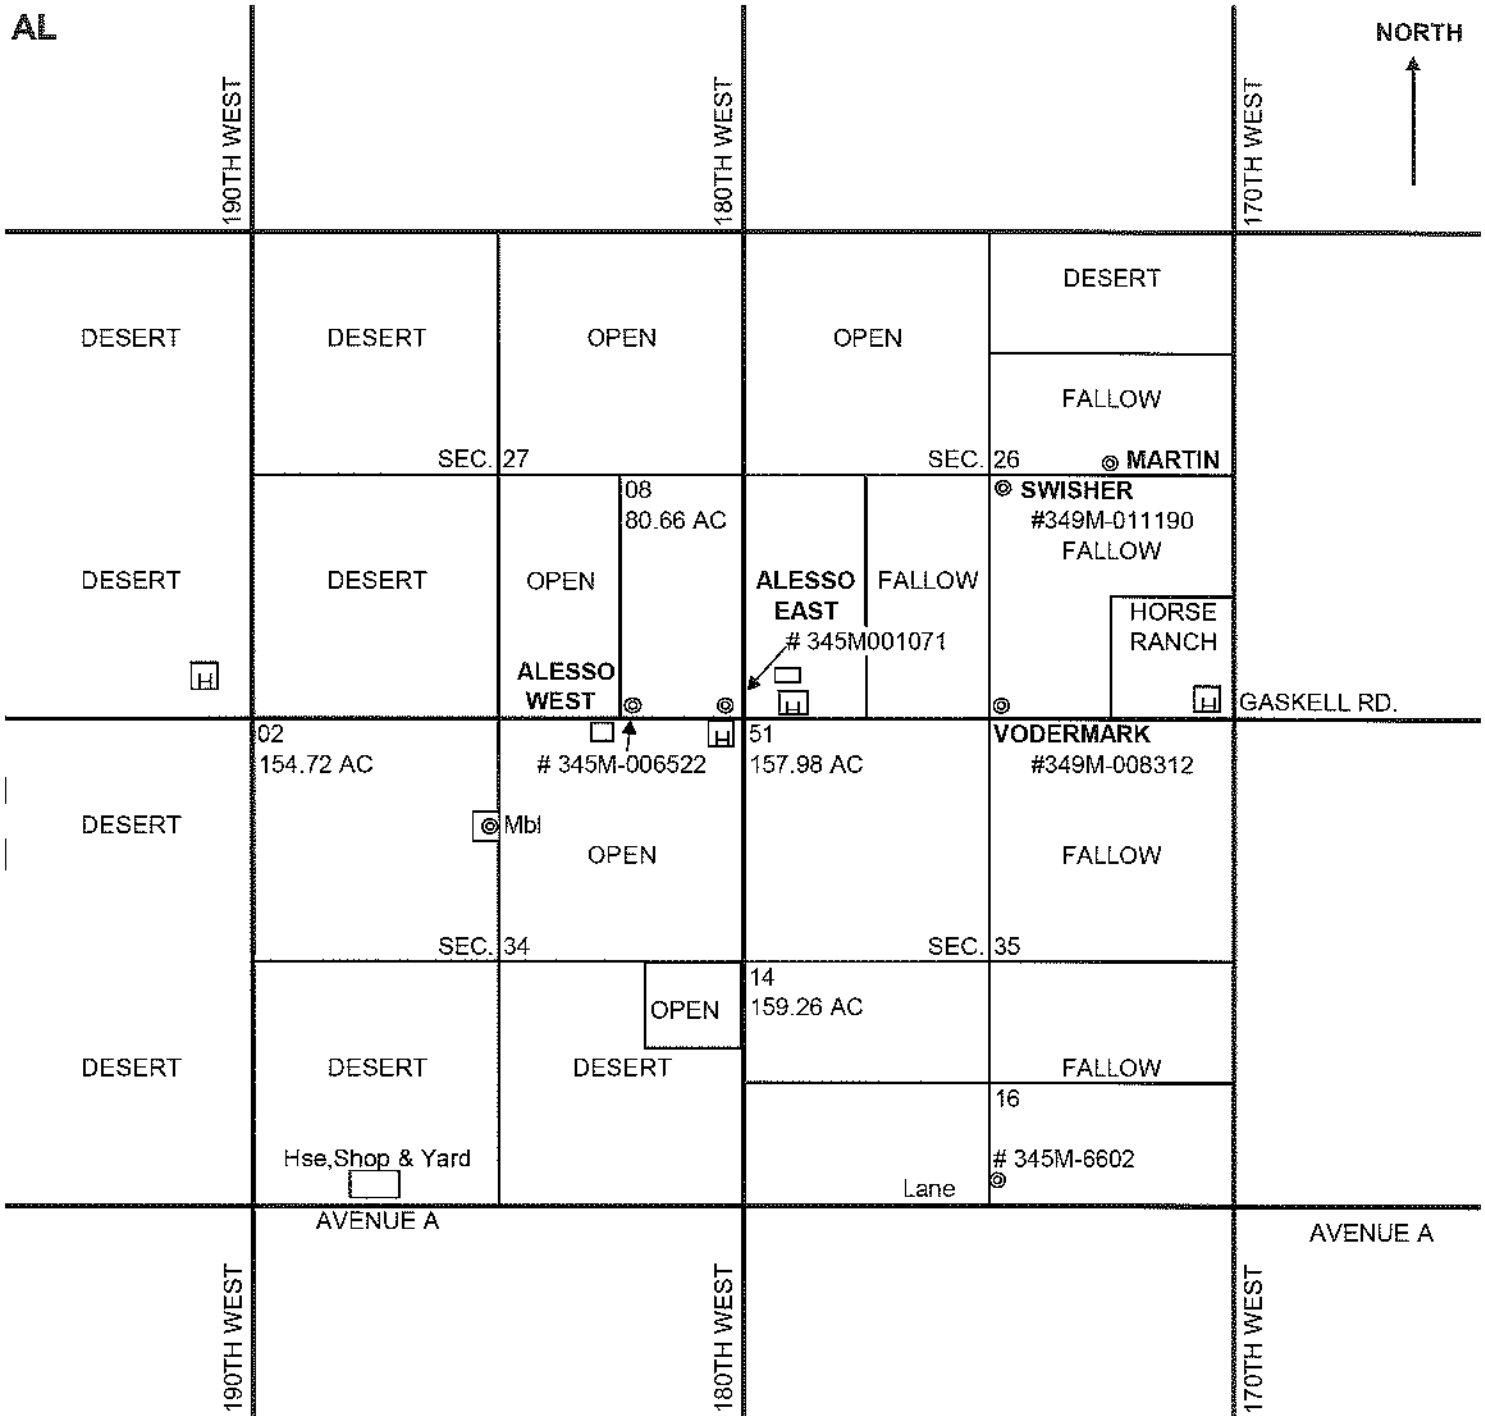 AL
NORTH
190TH WEST
180TH WEST
170TH WEST
DESERT
DESERT
DESERT
OPEN
OPEN
FALLOW
SEC. 27
SEC. 26
MARTIN
08
80.66 AC
SWISHER
#349M-011190
FALLOW
DESERT
DESERT
OPEN
ALESSO
EAST
# 345M001071
FALLOW
HORSE
RANCH
ALESSO
WEST
H
H
H
GASKELL RD.
02
154.72 AC
H
# 345M-006522
51
157.98 AC
VODERMARK
#349M-008312
DESERT
Mbl
OPEN
FALLOW
SEC. 34
SEC. 35
OPEN
14
159.26 AC
DESERT
DESERT
DESERT
FALLOW
16
Hse,Shop & Yard
# 345M-6602
Lane
AVENUE A
AVENUE A
190TH WEST
180TH WEST
170TH WEST